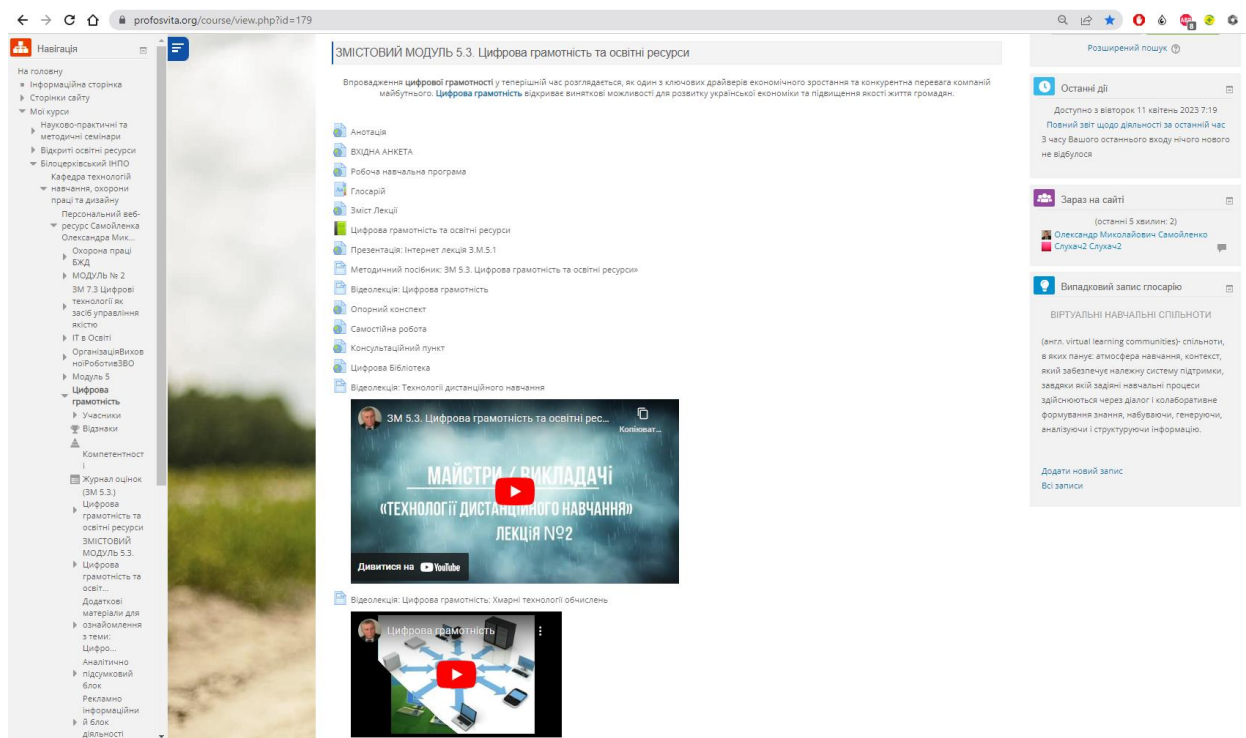 profosvita.org/course/view.php?id=179
Навігація
На головну
Інформаційна сторінка
Сторінки сайту
Мої курси
Науково-практичні та
методичні семінари
Відкриті освітні ресурси
Білоцерківський ІНПО
Кафедра технологій
навчання, охорони
праці та дизайну
Персональний веб-
ресурс Самойленка
Олександра Мик...
Охорона праці
БЖД
МОДУЛЬ № 2
ЗМ 7.3 Цифрові
технології як
засіб управління
якістю
ІТ в Освіті
ОрганізаціяВихов
ноїРоботивЗВО
Модуль 5
Цифрова
грамотність
Учасники
Відзнаки
Компетентност
і
Журнал оцінок
(ЗМ 5.3.)
Цифрова
грамотність та
освітні ресурси
ЗМІСТОВИЙ
МОДУЛЬ 5.3.
Цифрова
грамотність та
освіт...
Додаткові
матеріали для
ознайомлення
з теми:
Цифро...
Аналітично
підсумковий
блок
Рекламно
інформаційни
й блок
діяльності
ЗМІСТОВИЙ МОДУЛЬ 5.3. Цифрова грамотність та освітні ресурси
Впровадження цифрової грамотності у теперішній час розглядається, як один з ключових драйверів економічного зростання та конкурентна перевага компаній
майбутнього. Цифрова грамотність відкриває виняткові можливості для розвитку української економіки та підвищення якості життя громадян.
Анотація
ВХІДНА АНКЕТА
Робоча навчальна програма
Глосарій
Зміст Лекції
Цифрова грамотність та освітні ресурси
Презентація: Інтернет лекція З.М.5.1
Методичний посібник: ЗМ 5.3. Цифрова грамотність та освітні ресурси»
Відеолекція: Цифрова грамотність
Опорний конспект
Самостійна робота
Консультаційний пункт
Цифрова Бібліотека
Відеолекція: Технології дистанційного навчання
ЗМ 5.3. Цифрова грамотність та освітні рес...
Копіюват...
МАЙСТРИ / ВИКЛАДАЧі
«ТЕХНОЛОГІЇ ДИСТАНЦІЙНОГО НАВЧАННЯ»
ЛЕКЦіЯ №2
Дивитися на YouTube
Відеолекція: Цифрова грамотність: Хмарні технології обчислень
Цифрова грамотність
Розширений пошук
Останні дії
Доступно з вівторок 11 квітень 2023 7:19
Повний звіт щодо діяльності за останній час
З часу Вашого останнього входу нічого нового
не відбулося
Зараз на сайті
(останні 5 хвилин: 2)
Олександр Миколайович Самойленко
Слухач2 Слухач2
Випадковий запис глосарію
ВІРТУАЛЬНІ НАВЧАЛЬНІ СПІЛЬНОТИ
(англ. virtual learning communities)- спільноти,
в яких панує: атмосфера навчання, контекст,
який забезпечує належну систему підтримки,
завдяки якій задіяні навчальні процеси
здійснюються через діалог і колаборативне
формування знання, набуваючи, генеруючи,
аналізуючи і структуруючи інформацію.
Додати новий запис
Всі записи